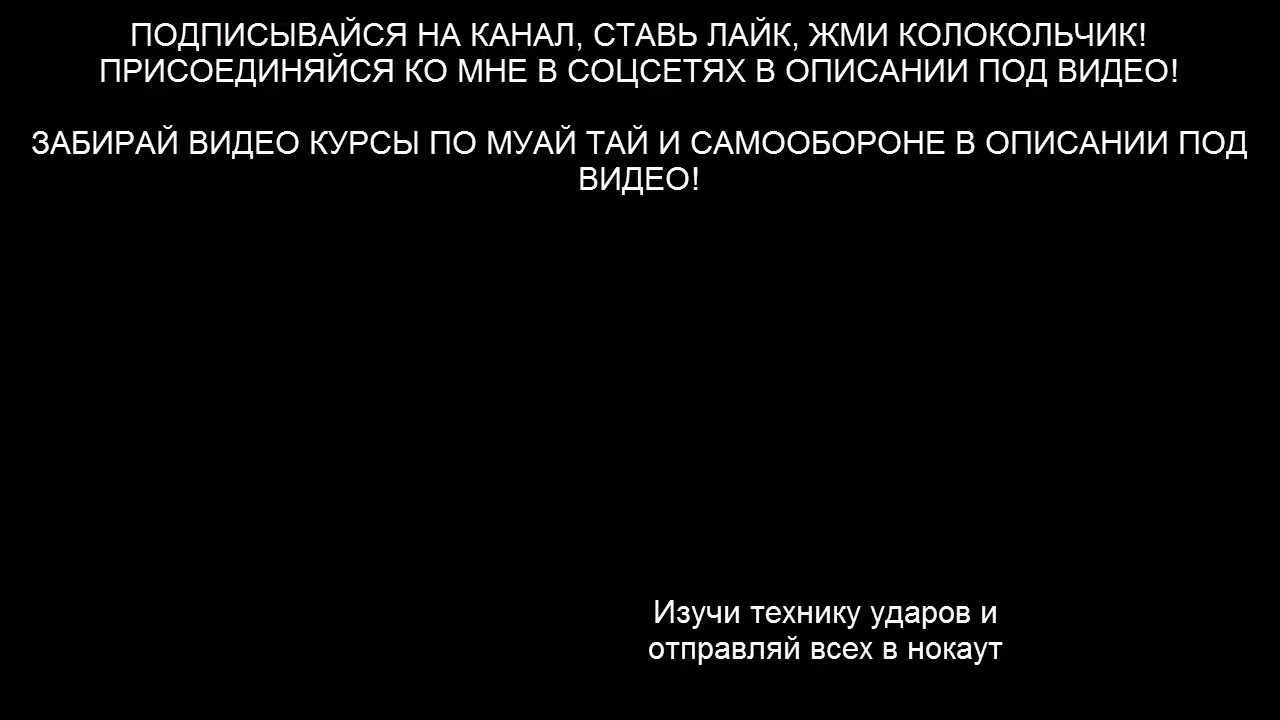 ПОДПИСЫВАЙСЯ НА КАНАЛ, СТАВЬ ЛАЙК, ЖМИ КОЛОКОЛЬЧИК!
ПРИСОЕДИНЯЙСЯ КО МНЕ В СОЦСЕТЯХ В ОПИСАНИИ ПОД ВИДЕО!
ЗАБИРАЙ ВИДЕО КУРСЫ ПО МУАЙ ТАЙ И САМООБОРОНЕ В ОПИСАНИИ ПОД
ВИДЕО!
Изучи технику ударов и
отправляй всех в нокаут